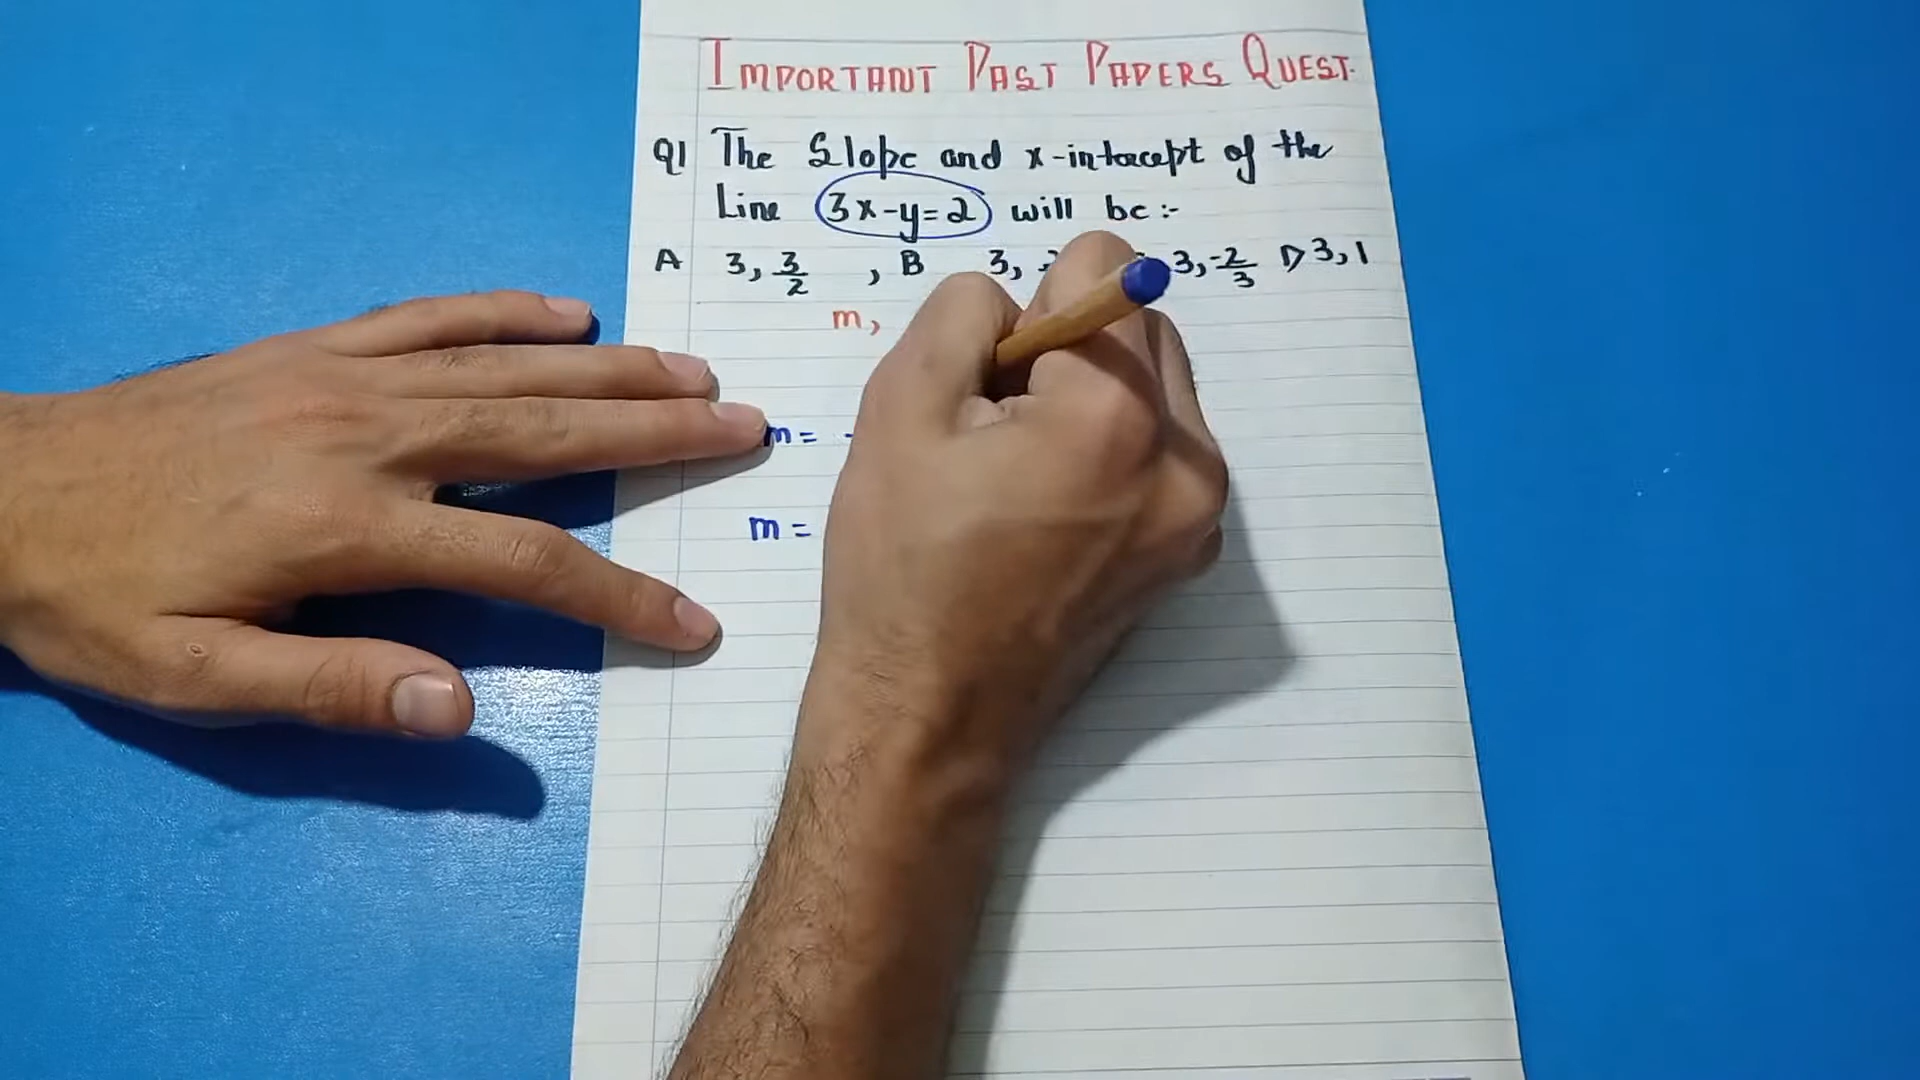 IMPORTANT PAST PAPERS QUEST.
Q1 The Slope and x-intercept of the
Line 3x-y=2 will be :-
A 3, 3/2 , B 3, 3, -2/3 D 3, 1
m,
m = -
m =